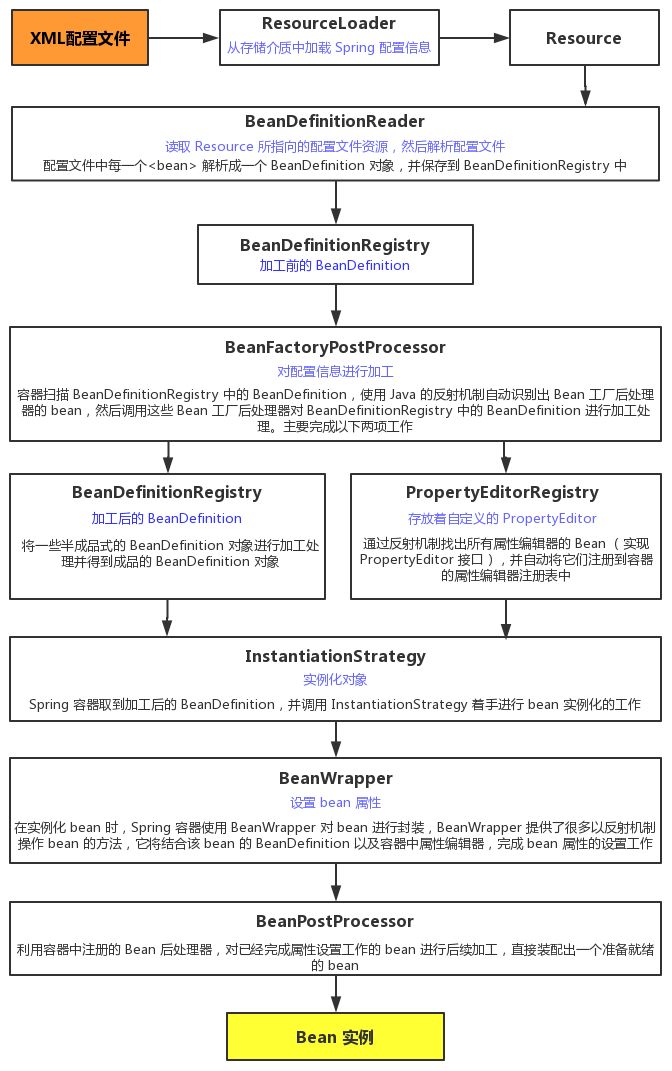 XML配置文件
ResourceLoader
从存储介质中加载 Spring 配置信息
Resource
BeanDefinitionReader
读取 Resource 所指向的配置文件资源，然后解析配置文件
配置文件中每一个<bean> 解析成一个 BeanDefinition 对象，并保存到 BeanDefinitionRegistry 中
BeanDefinitionRegistry
加工前的 BeanDefinition
BeanFactoryPostProcessor
对配置信息进行加工
容器扫描 BeanDefinitionRegistry 中的 BeanDefinition，使用 Java 的反射机制自动识别出 Bean 工厂后处理
器的 bean，然后调用这些 Bean 工厂后处理器对 BeanDefinitionRegistry 中的 BeanDefinition 进行加工处
理。主要完成以下两项工作
BeanDefinitionRegistry
加工后的 BeanDefinition
将一些半成品式的 BeanDefinition 对象进行加工处
理并得到成品的 BeanDefinition 对象
PropertyEditorRegistry
存放着自定义的 PropertyEditor
通过反射机制找出所有属性编辑器的 Bean（实现
PropertyEditor 接口），并自动将它们注册到容器
的属性编辑器注册表中
InstantiationStrategy
实例化对象
Spring 容器取到加工后的 BeanDefinition，并调用 InstantiationStrategy 着手进行 bean 实例化的工作
BeanWrapper
设置 bean 属性
在实例化 bean 时，Spring 容器使用 BeanWrapper 对 bean 进行封装，BeanWrapper 提供了很多以反射机制
操作 bean 的方法，它将结合该 bean 的 BeanDefinition 以及容器中属性编辑器，完成 bean 属性的设置工作
BeanPostProcessor
利用容器中注册的 Bean 后处理器，对已经完成属性设置工作的 bean 进行后续加工，直接装配出一个准备就绪
的 bean
Bean 实例